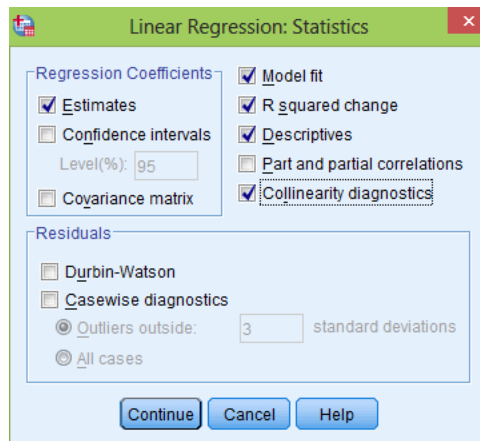 Linear Regression: Statistics
Regression Coefficients
Estimates
Confidence intervals
Level(%): 95
Covariance matrix
Model fit
R squared change
Descriptives
Part and partial correlations
Collinearity diagnostics
Residuals
Durbin-Watson
Casewise diagnostics
Outliers outside: 3 standard deviations
All cases
Continue Cancel Help